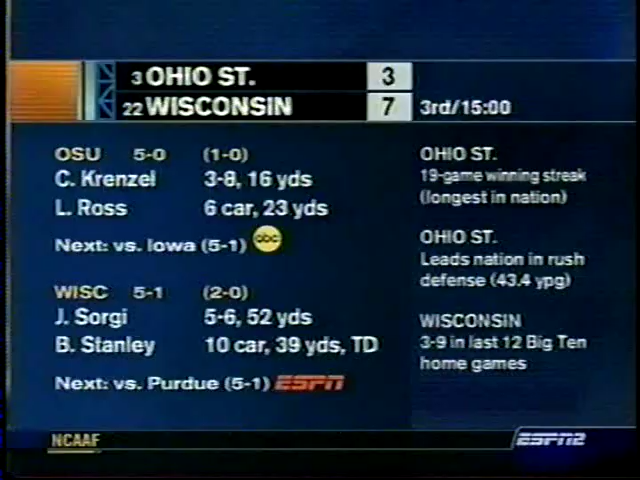 3 OHIO ST. 3
22 WISCONSIN 7 3rd/15:00
OSU 5-0 (1-0)
C. Krenzel 3-8, 16 yds
L. Ross 6 car, 23 yds
Next: vs. Iowa (5-1) abc
WISC 5-1 (2-0)
J. Sorgi 5-6, 52 yds
B. Stanley 10 car, 39 yds, TD
Next: vs. Purdue (5-1) ESPN
OHIO ST.
19-game winning streak
(longest in nation)
OHIO ST.
Leads nation in rush
defense (43.4 ypg)
WISCONSIN
3-9 in last 12 Big Ten
home games
NCAAF ESPN2